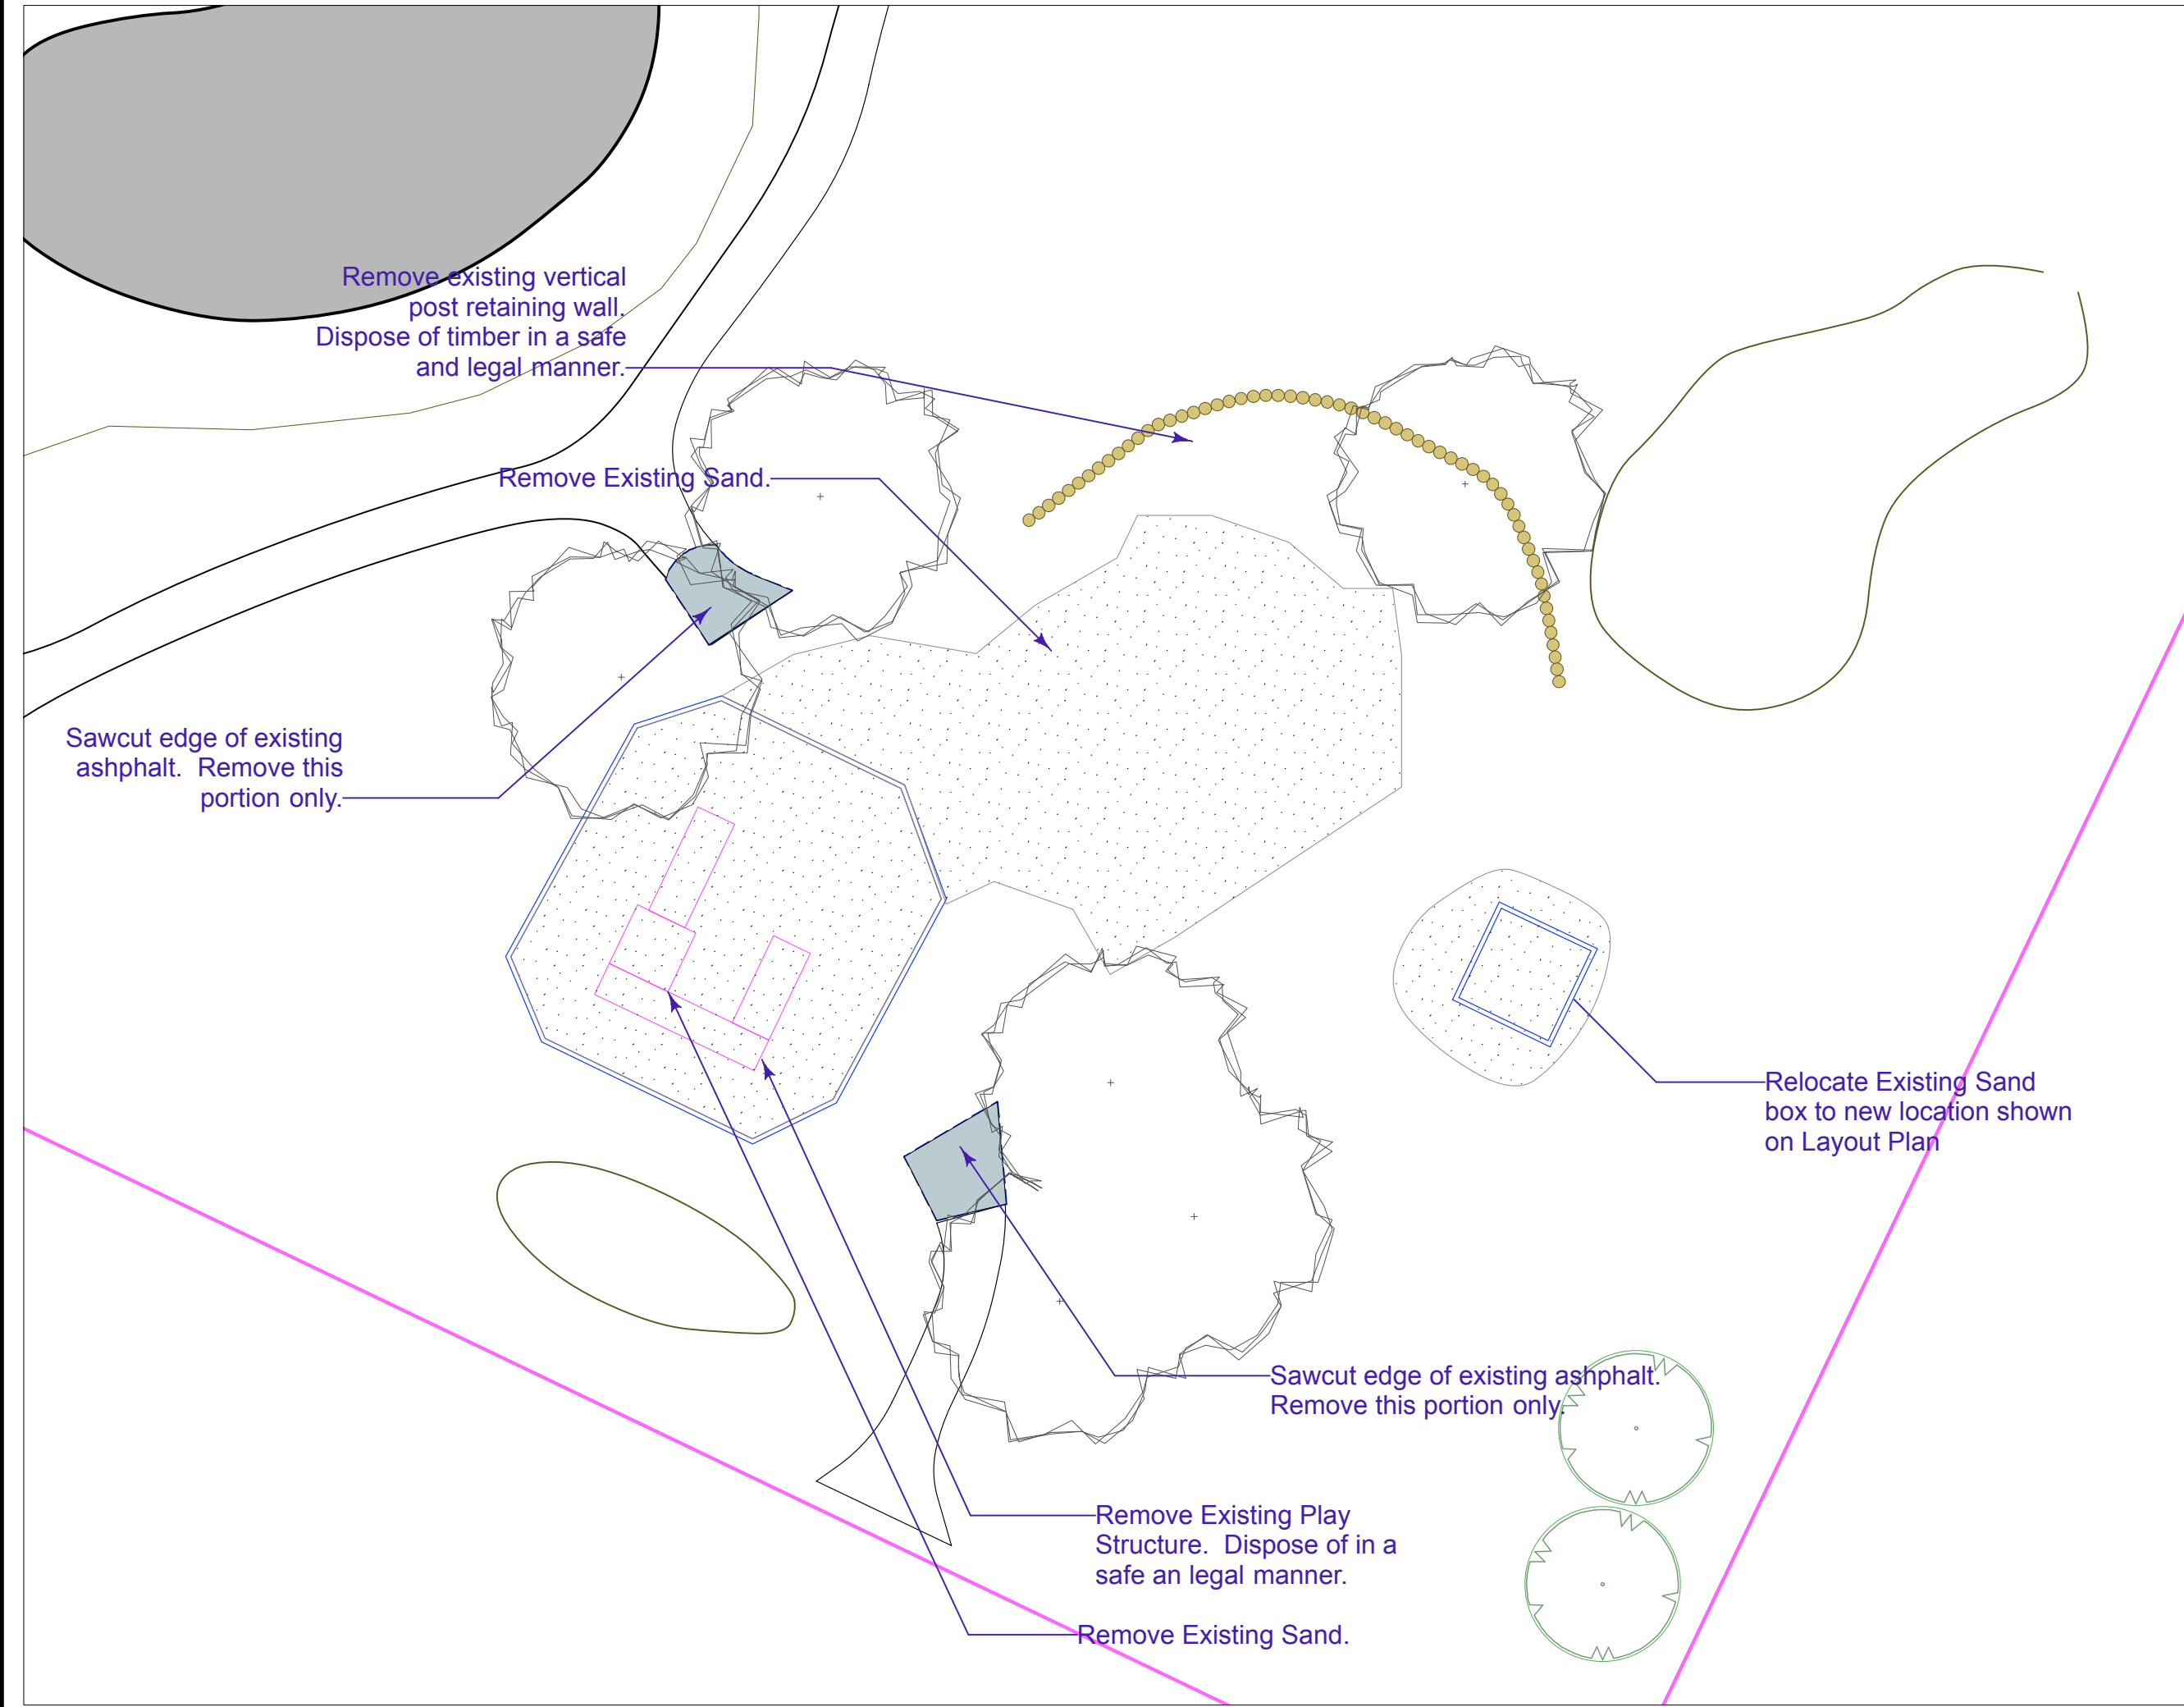 Remove existing vertical
post retaining wall.
Dispose of timber in a safe
and legal manner.
Remove Existing Sand.
Sawcut edge of existing
ashphalt.  Remove this
portion only.
Relocate Existing Sand
box to new location shown
on Layout Plan
Sawcut edge of existing ashphalt.
Remove this portion only.
Remove Existing Play
Structure.  Dispose of in a
safe an legal manner.
Remove Existing Sand.